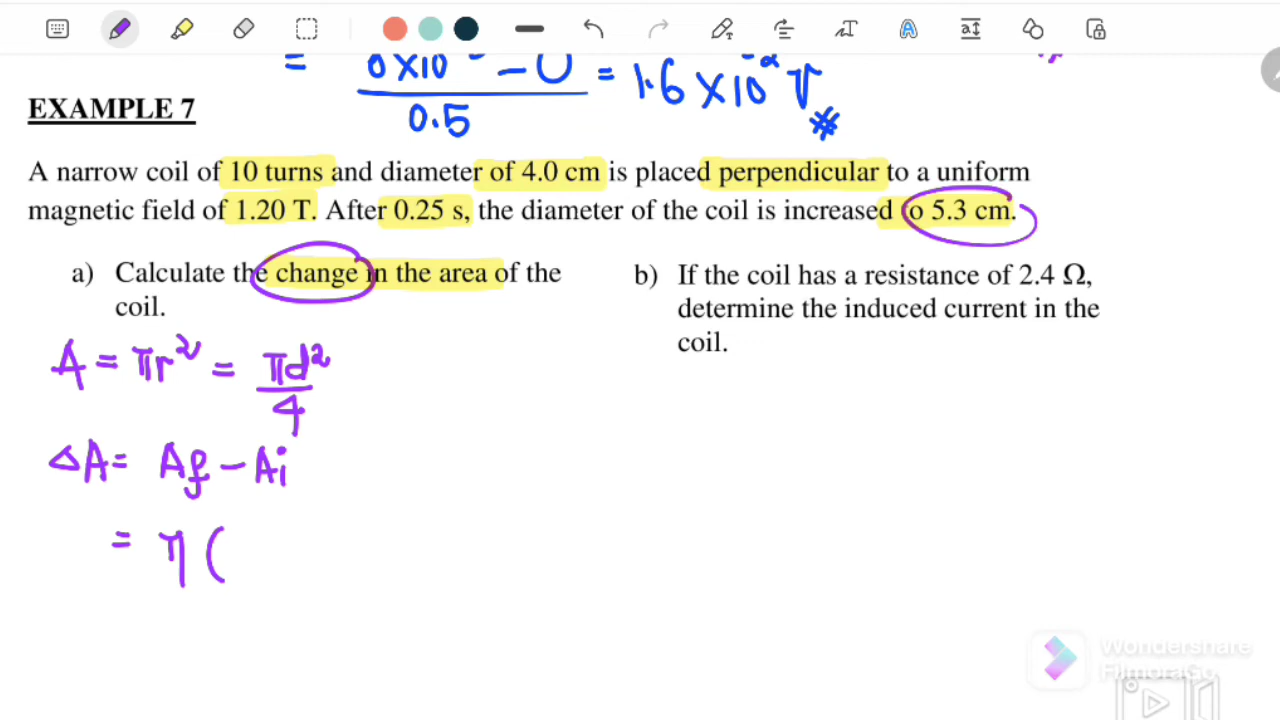 = 0.5 = 1.6 × 10⁻² V
EXAMPLE 7
A narrow coil of 10 turns and diameter of 4.0 cm is placed perpendicular to a uniform
magnetic field of 1.20 T. After 0.25 s, the diameter of the coil is increased o 5.3 cm.
a) Calculate the change in the area of the
coil.
b) If the coil has a resistance of 2.4 Ω,
determine the induced current in the
coil.
A = πr² = πd²/4
ΔA = Af – Ai
= π (
Wondershare
FilmoraGo